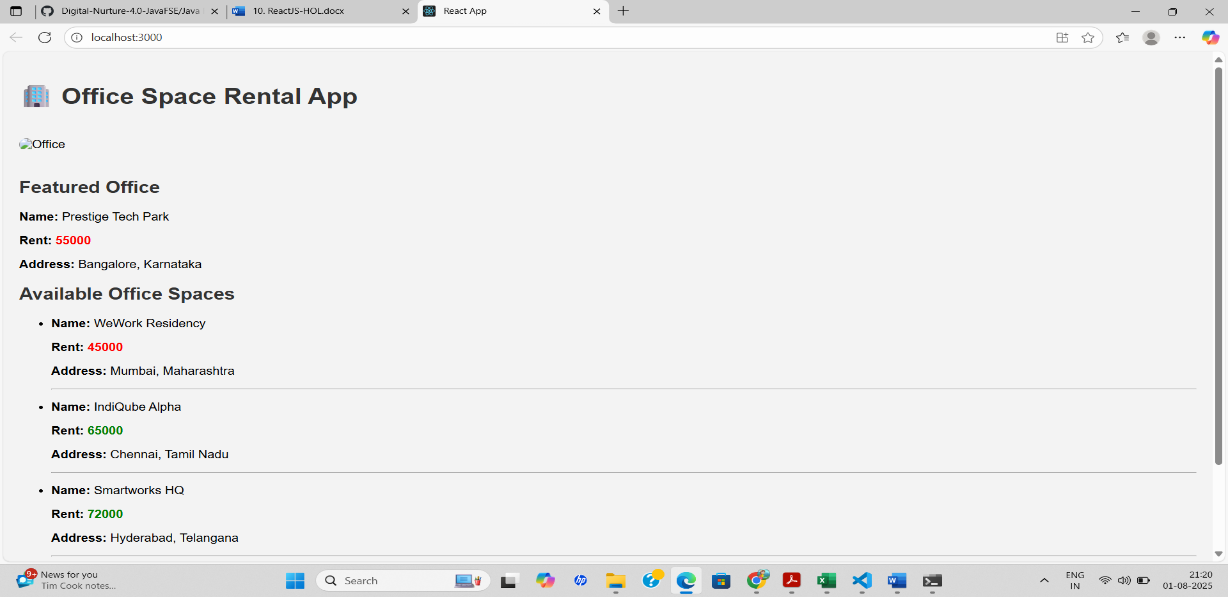 Digital-Nurture-4.0-JavaFSE/Java
10. ReactJS-HOL.docx
React App
localhost:3000
Office Space Rental App
Office
Featured Office
Name: Prestige Tech Park
Rent: 55000
Address: Bangalore, Karnataka
Available Office Spaces
Name: WeWork Residency
Rent: 45000
Address: Mumbai, Maharashtra
Name: IndiQube Alpha
Rent: 65000
Address: Chennai, Tamil Nadu
Name: Smartworks HQ
Rent: 72000
Address: Hyderabad, Telangana
9+
News for you
Tim Cook notes...
Search
hp
ENG
IN
21:20
01-08-2025